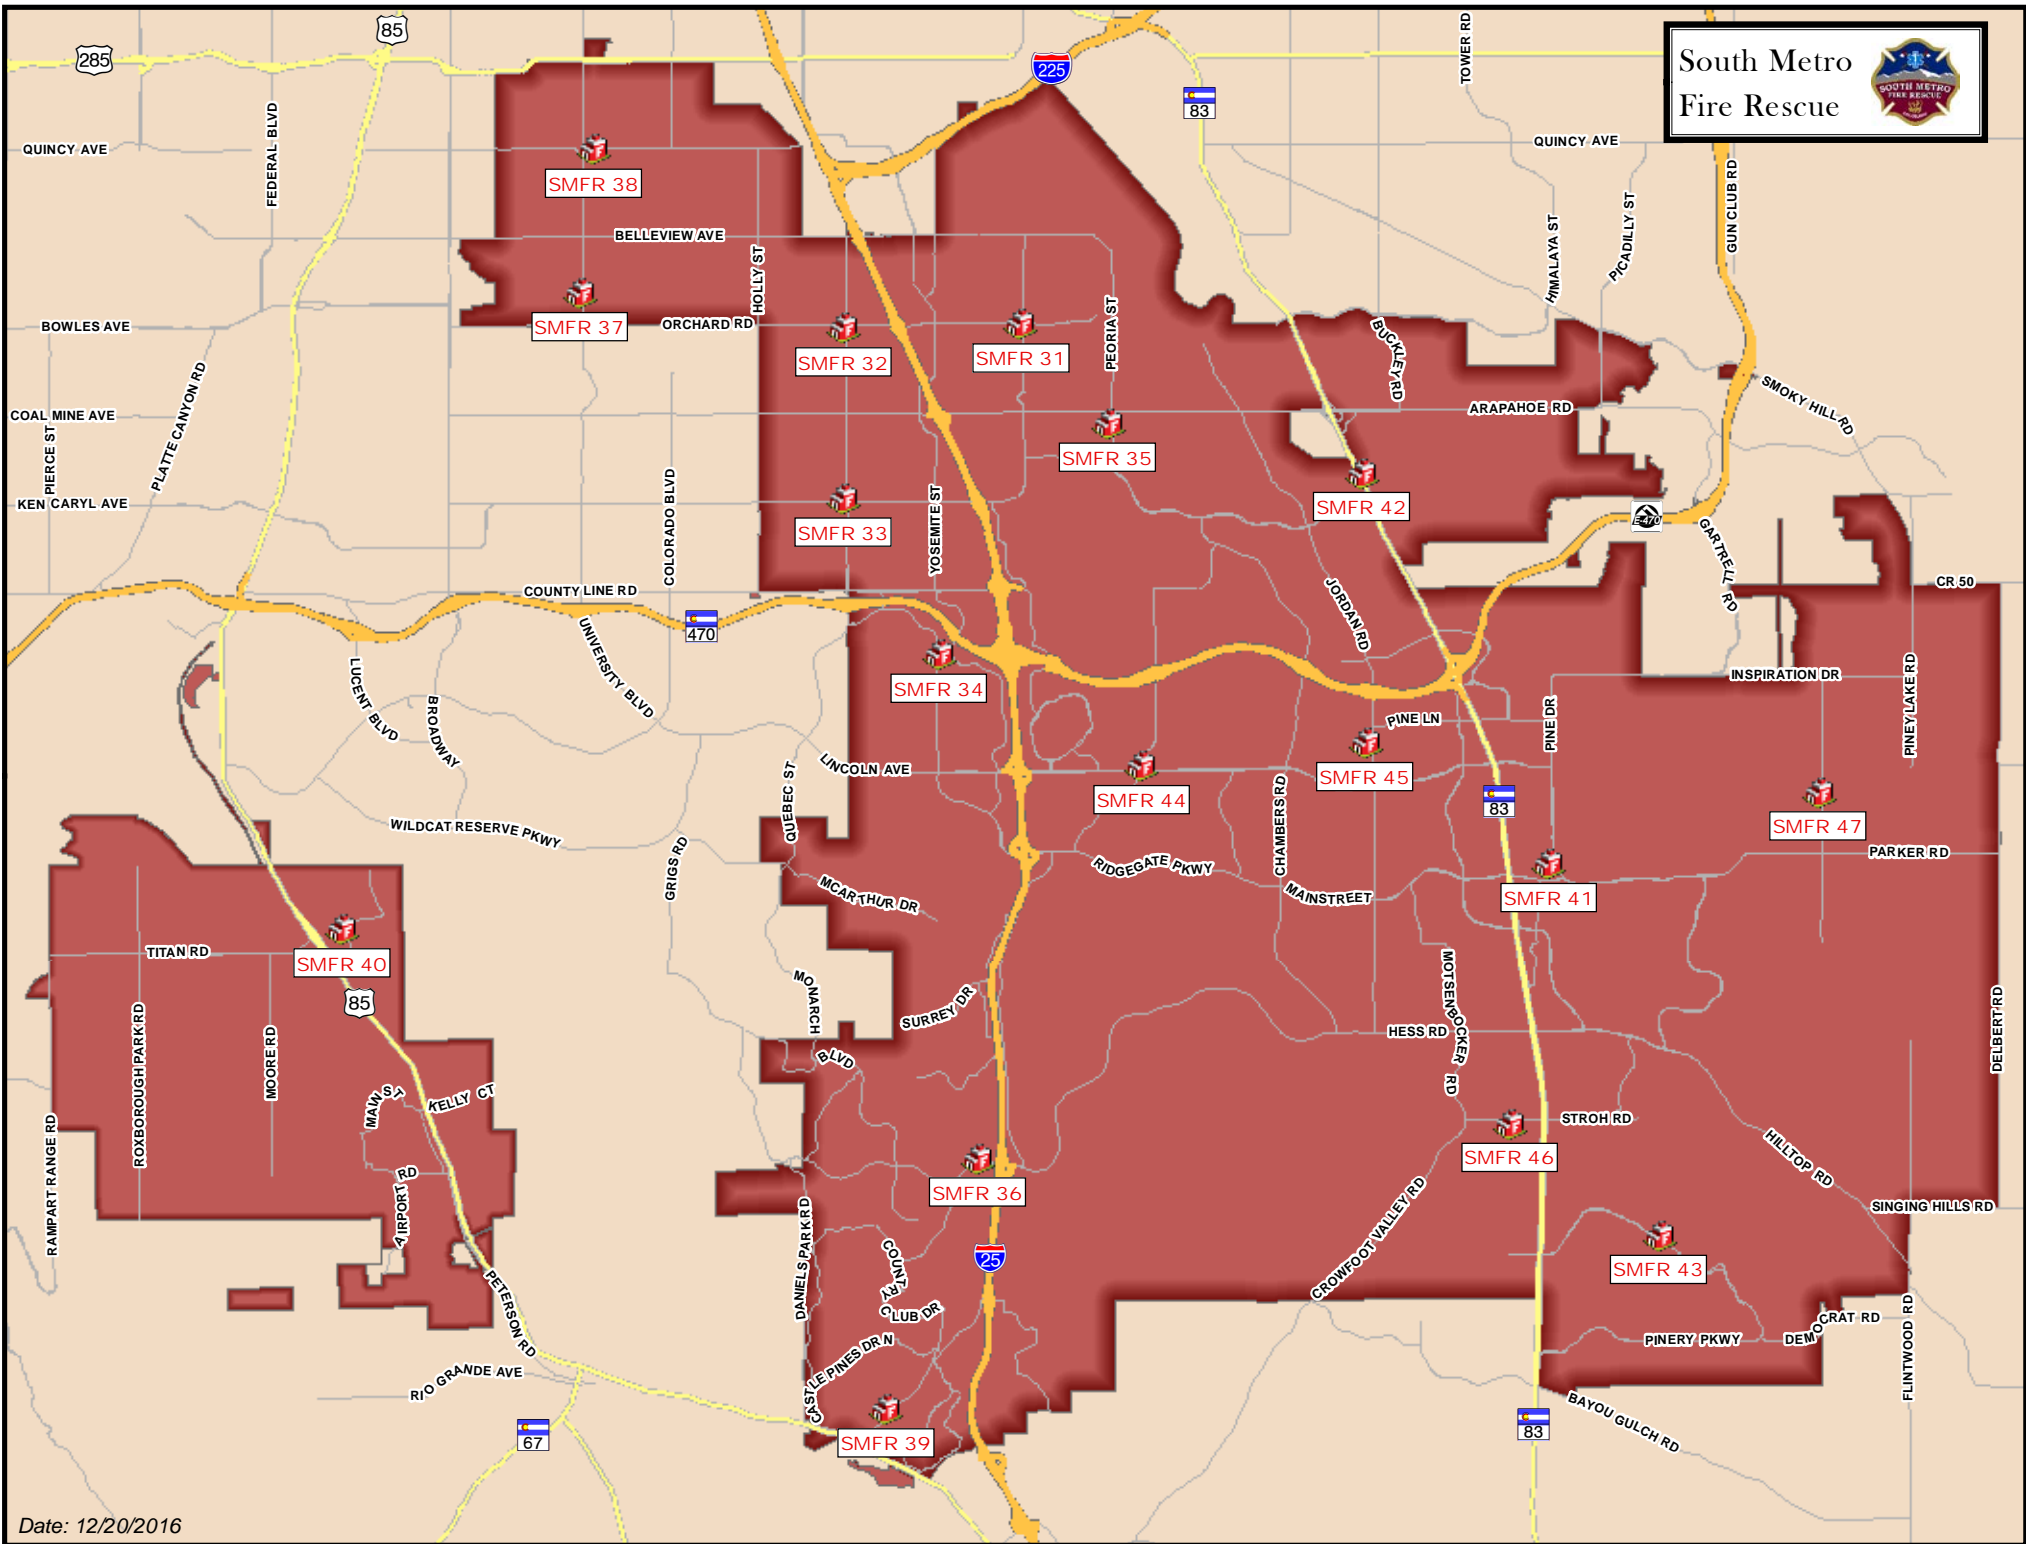 285
85
225
83
TOWER RD
South Metro
Fire Rescue
SOUTH METRO
FIRE RESCUE
QUINCY AVE
FEDERAL BLVD
SMFR 38
QUINCY AVE
GUN CLUB RD
BELLEVIEW AVE
HOLLY ST
HIMALAYA ST
PICADILLY ST
BOWLES AVE
SMFR 37
ORCHARD RD
SMFR 32
SMFR 31
PEORIA ST
BUCKLEY RD
COAL MINE AVE
PIERCE ST
PLATTE CANYON RD
ARAPAHOE RD
SMOKY HILL RD
SMFR 35
KEN CARYL AVE
COLORADO BLVD
SMFR 33
YOSEMITE ST
SMFR 42
E-470
GARTRELL RD
COUNTY LINE RD
CR 50
470
JORDAN RD
UNIVERSITY BLVD
LUCENT BLVD
BROADWAY
SMFR 34
INSPIRATION DR
PINEY LAKE RD
PINE LN
PINE DR
LINCOLN AVE
QUEBEC ST
SMFR 44
SMFR 45
CHAMBERS RD
83
SMFR 47
WILDCAT RESERVE PKWY
GRIGS RD
RIDGEGATE PKWY
MAINSTREET
PARKER RD
MCARTHUR DR
SMFR 41
TITAN RD
SMFR 40
85
MONARCH
BLVD
SURREY DR
MOTSENBOCKER
RD
HESS RD
DELBERT RD
ROXBOROUGH PARK RD
MOORE RD
MAIN ST
KELLY CT
RAMPART RANGE RD
AIRPORT RD
STROH RD
HILLTOP RD
SMFR 46
SMFR 36
DANIELS PARK RD
CROWFOOT VALLEY RD
SINGING HILLS RD
COUNTRY
CLUB DR
25
SMFR 43
PETERSON RD
CASTLE PINES DR N
PINERY PKWY
DEMOCRAT RD
FLINTWOOD RD
RIO GRANDE AVE
67
SMFR 39
83
BAYOU GULCH RD
Date: 12/20/2016